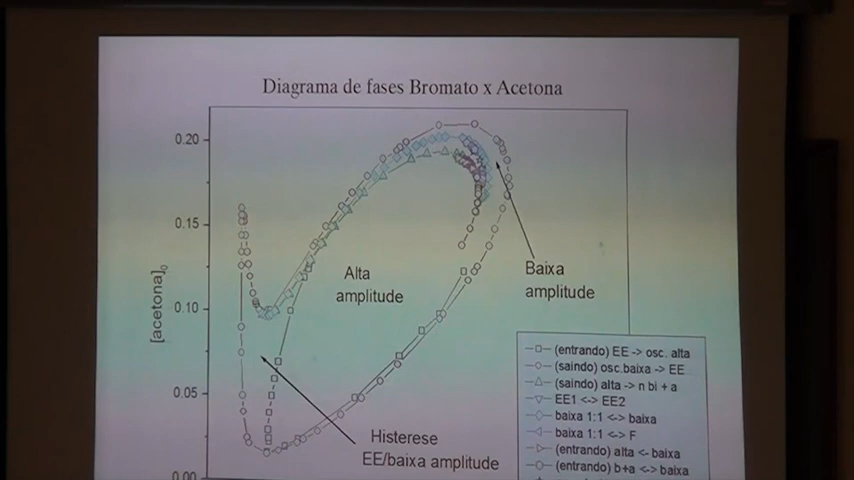 Diagrama de fases Bromato x Acetona
0.20
0.15
0.10
0.05
0.00
[acetona]0
Alta
amplitude
Baixa
amplitude
Histerese
EE/baixa amplitude
(entrando) EE -> osc. alta
(saindo) osc.baixa -> EE
(saindo) alta -> n bi + a
EE1 <-> EE2
baixa 1:1 <-> baixa
baixa 1:1 <-> F
(entrando) alta <- baixa
(entrando) b+a <-> baixa